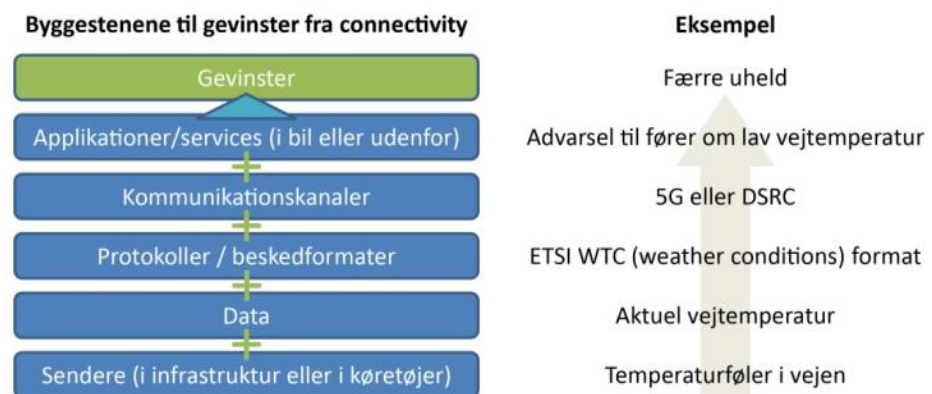 Byggestenene til gevinster fra connectivity
Eksempel
Gevinster
Færre uheld
Applikationer/services (i bil eller udenfor)
Advarsel til fører om lav vejtemperatur
Kommunikationskanaler
5G eller DSRC
Protokoller / beskedformater
ETSI WTC (weather conditions) format
Data
Aktuel vejtemperatur
Sendere (i infrastruktur eller i køretøjer)
Temperaturføler i vejen